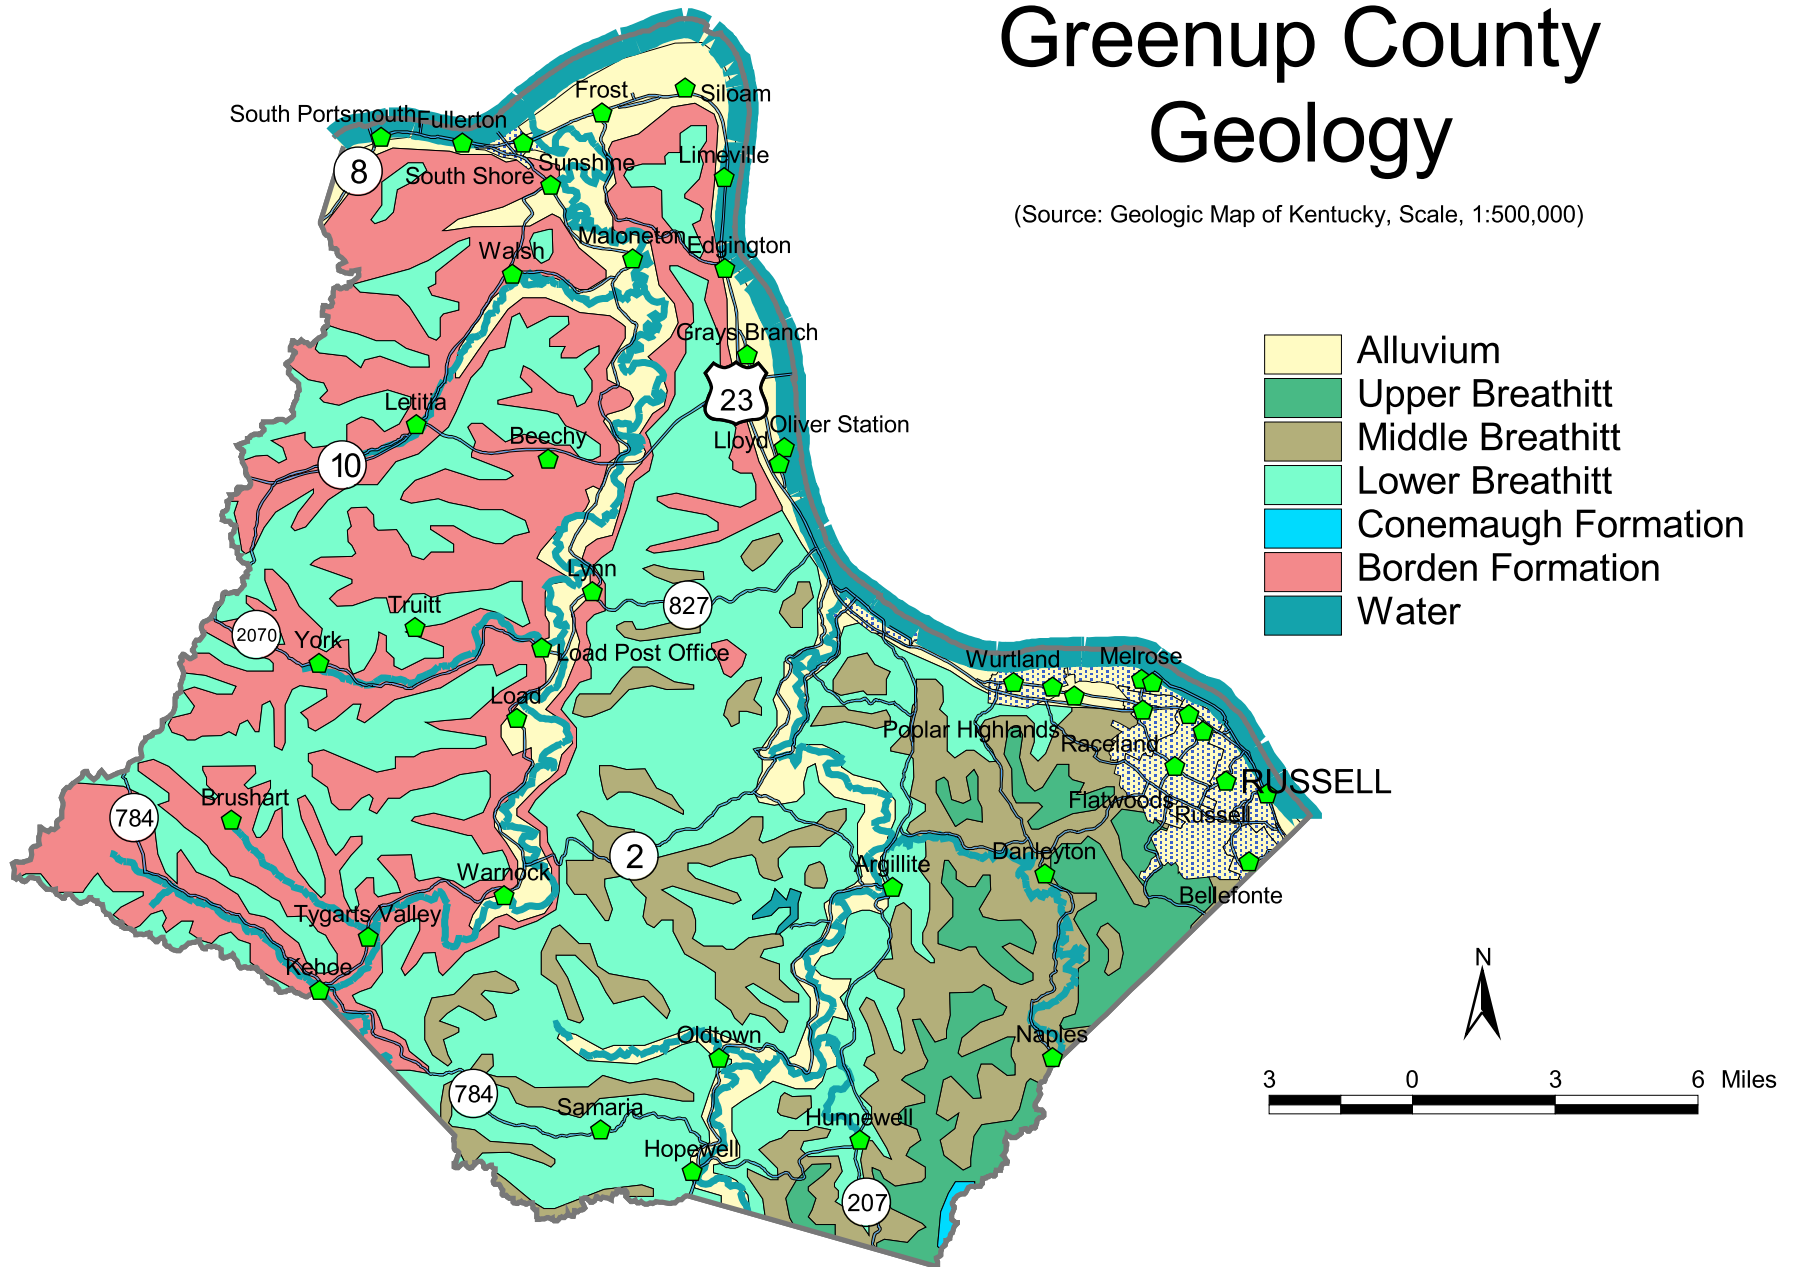 Greenup County
Geology
(Source: Geologic Map of Kentucky, Scale, 1:500,000)
Frost
Siloam
South Portsmouth
Fullerton
Sunshine
Limeville
8
South Shore
Maloneton
Edgington
Walsh
Grays Branch
23
Letitia
Oliver Station
Lloyd
Beechy
10
Lynn
827
Truitt
2070
York
Load Post Office
Wurtland
Melrose
Load
Poplar Highlands
Raceland
RUSSELL
Brushart
Flatwoods
784
Russell
2
Danleyton
Argillite
Warnock
Bellefonte
Tygarts Valley
Kehoe
Oldtown
Naples
784
Samaria
Hunnewell
Hopewell
207
Alluvium
Upper Breathitt
Middle Breathitt
Lower Breathitt
Conemaugh Formation
Borden Formation
Water
N
3 0 3 6 Miles